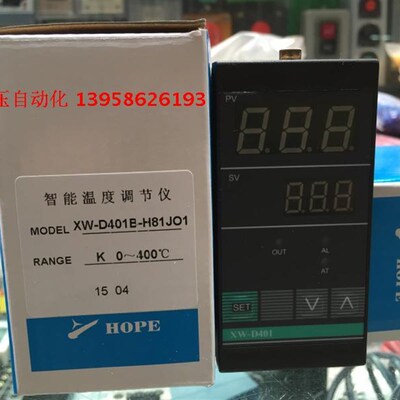 压自动化 13958626193
智能温度调节仪
MODEL XW-D401B-H81JO1
RANGE K 0～400℃
15 04
HOPE
PV
SV
OUT AL
AT
SET
XW-D401